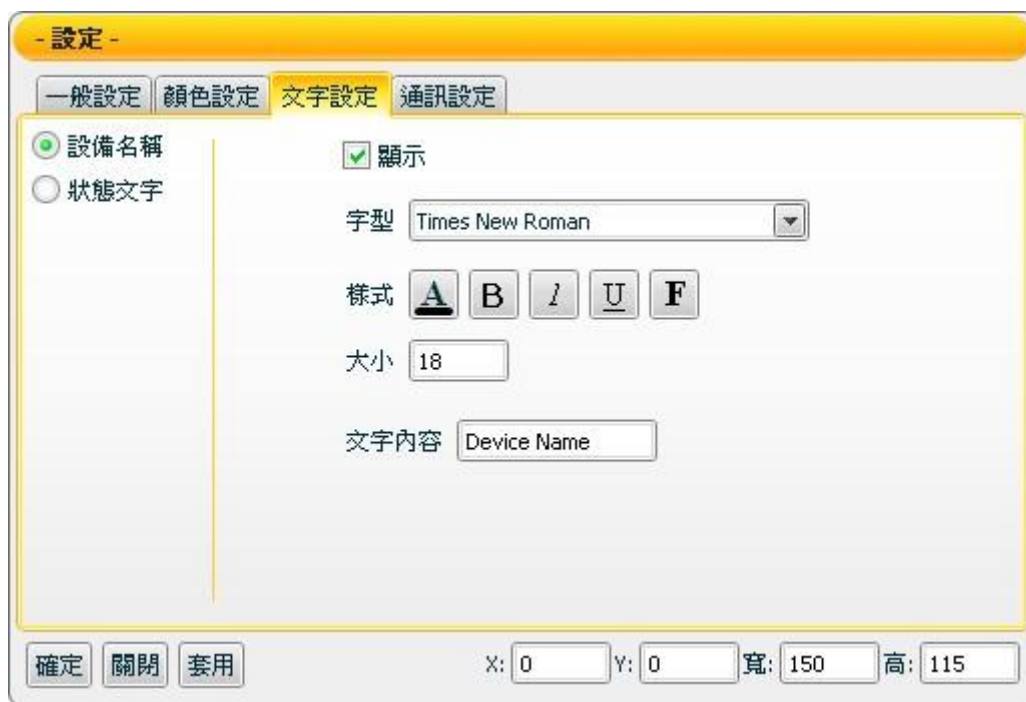 - 設定 -
一般設定 顏色設定 文字設定 通訊設定
設備名稱
狀態文字
顯示
字型 Times New Roman
樣式 A B I U F
大小 18
文字內容 Device Name
確定 關閉 套用 X: 0 Y: 0 寬: 150 高: 115